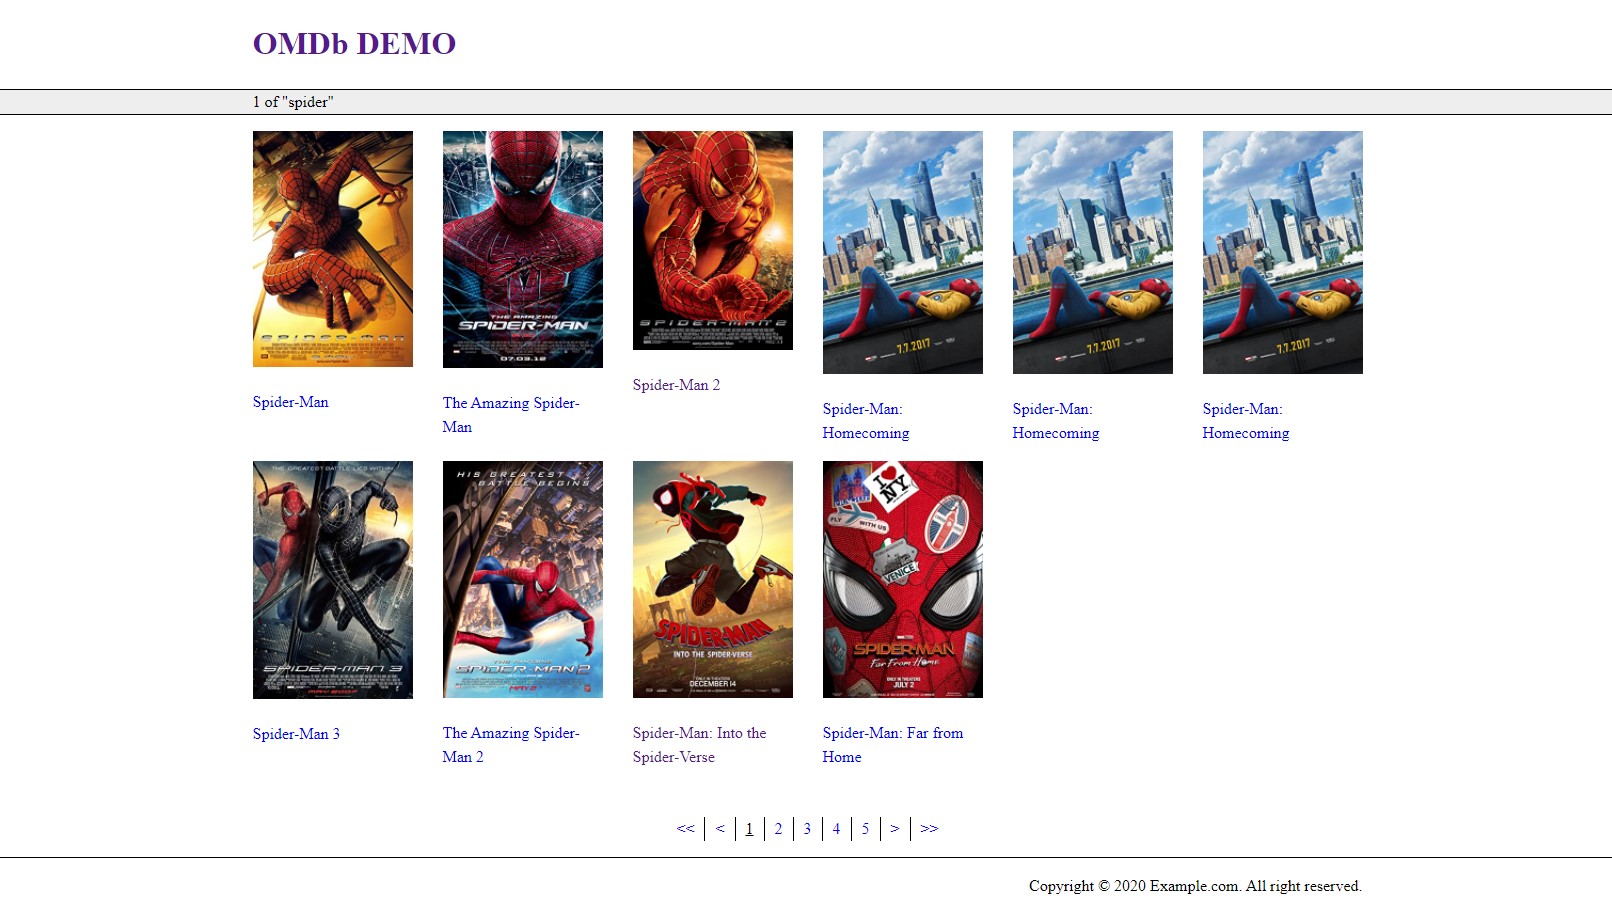 OMDb DEMO
1 of "spider"
SPIDER-MAN
THE AMAZING
SPIDER-MAN
07.03.12
SPIDER-MAN 2
7.7.2017
7.7.2017
7.7.2017
Spider-Man
The Amazing Spider-
Man
Spider-Man 2
Spider-Man:
Homecoming
Spider-Man:
Homecoming
Spider-Man:
Homecoming
THE GREATEST BATTLE LIES WITHIN
SPIDER-MAN 3
HIS GREATEST
BATTLE BEGINS
THE AMAZING
SPIDER-MAN 2
MAY 2
SPIDER-MAN
INTO THE SPIDER-VERSE
ONLY IN THEATERS
DECEMBER 14
I ♥
NY
FLY WITH US
VENICE
SPIDER-MAN
Far From Home
ONLY IN THEATERS
JULY 2
Spider-Man 3
The Amazing Spider-
Man 2
Spider-Man: Into the
Spider-Verse
Spider-Man: Far from
Home
<< < 1 2 3 4 5 > >>
Copyright © 2020 Example.com. All right reserved.